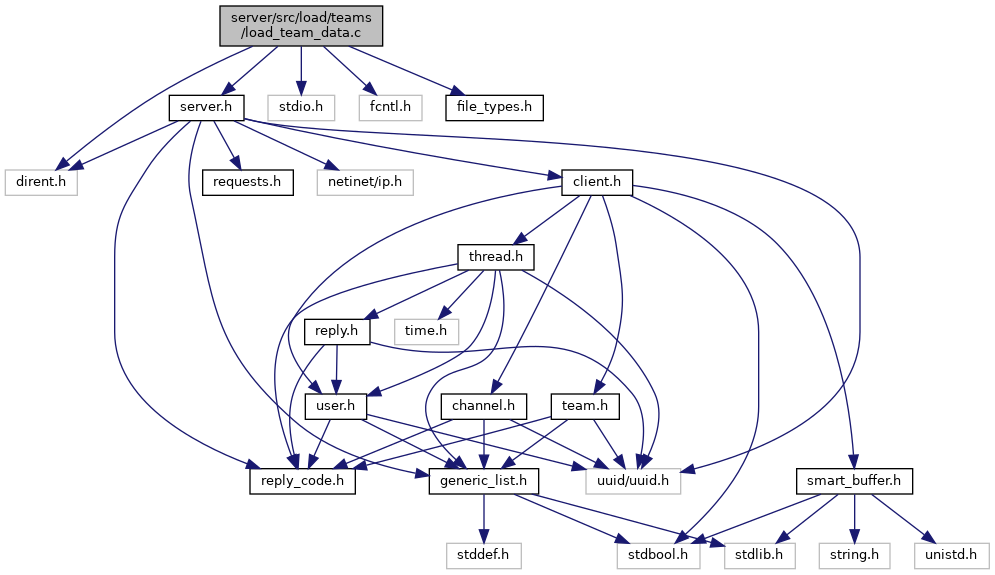 server/src/load/teams
/load_team_data.c
server.h
stdio.h
fcntl.h
file_types.h
dirent.h
requests.h
netinet/ip.h
client.h
thread.h
reply.h
time.h
user.h
channel.h
team.h
reply_code.h
generic_list.h
uuid/uuid.h
smart_buffer.h
stddef.h
stdbool.h
stdlib.h
string.h
unistd.h